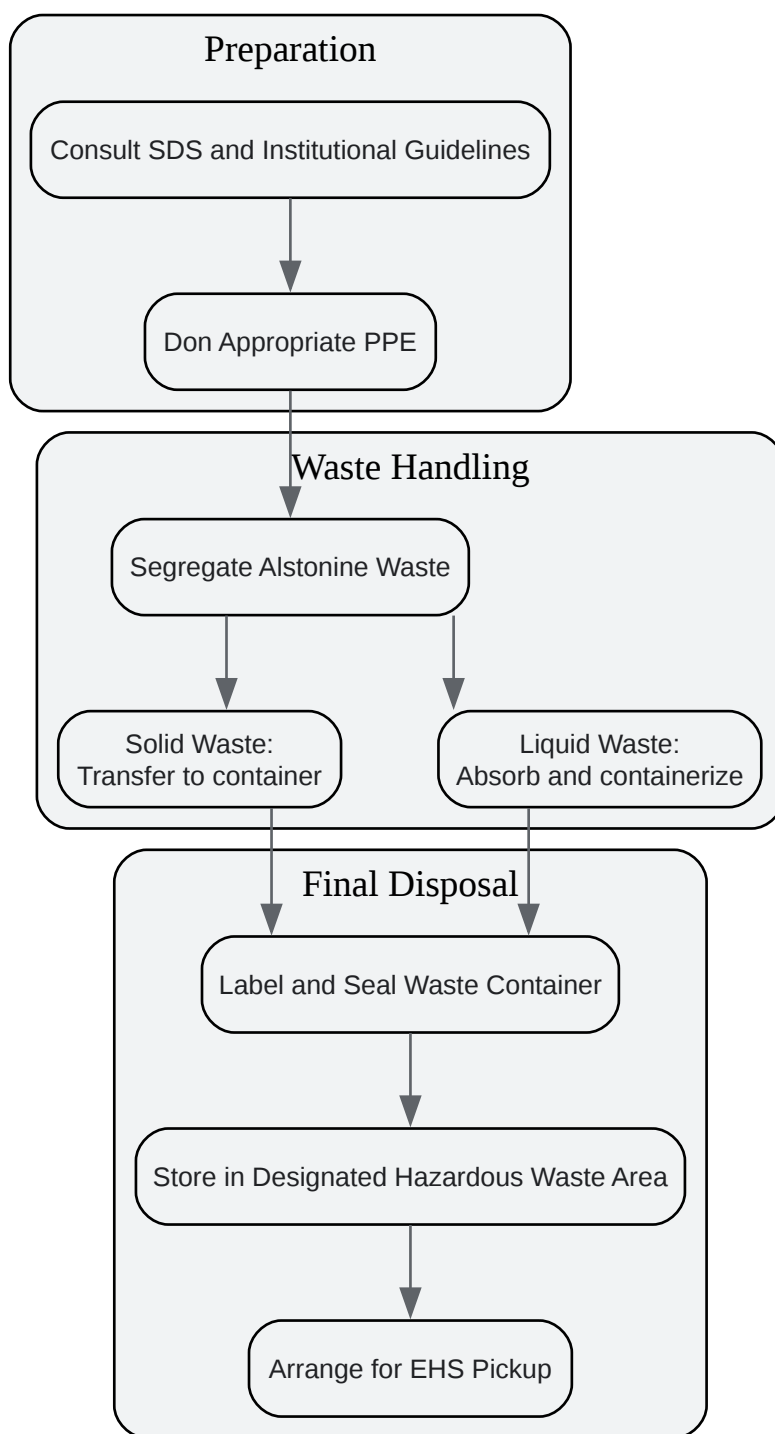 Preparation
Consult SDS and Institutional Guidelines
Don Appropriate PPE
Waste Handling
Segregate Alstonine Waste
Solid Waste:
Transfer to container
Liquid Waste:
Absorb and containerize
Final Disposal
Label and Seal Waste Container
Store in Designated Hazardous Waste Area
Arrange for EHS Pickup